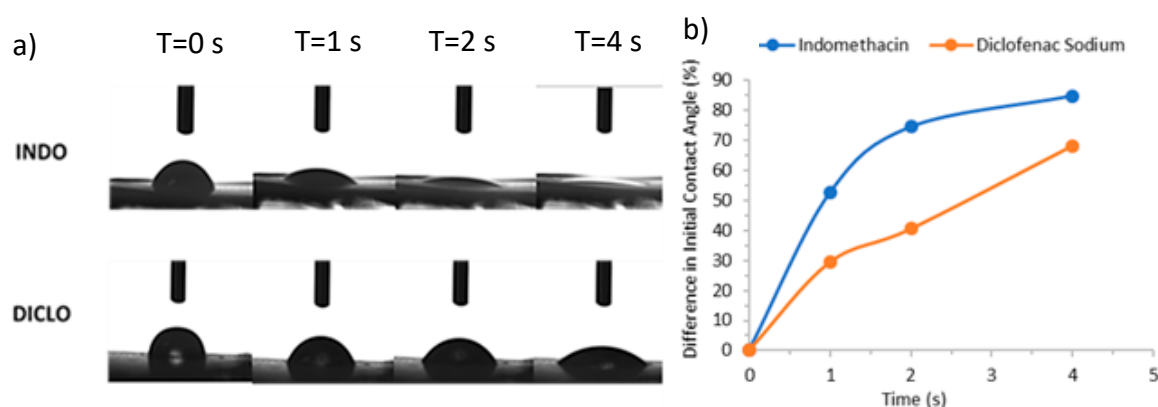 a)
T=0 s T=1 s T=2 s T=4 s
INDO
DICLO
b)
Indomethacin Diclofenac Sodium
Difference in Initial Contact Angle (%)
90
80
70
60
50
40
30
20
10
0
0 1 2 3 4 5
Time (s)